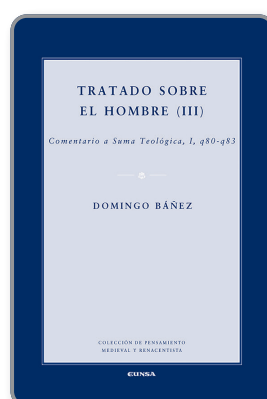 TRATADO SOBRE
EL HOMBRE (III)
Comentario a Suma Teológica, I, q80-q83
DOMINGO BÁÑEZ
COLECCIÓN DE PENSAMIENTO
MEDIEVAL Y RENACENTISTA
EUNSA